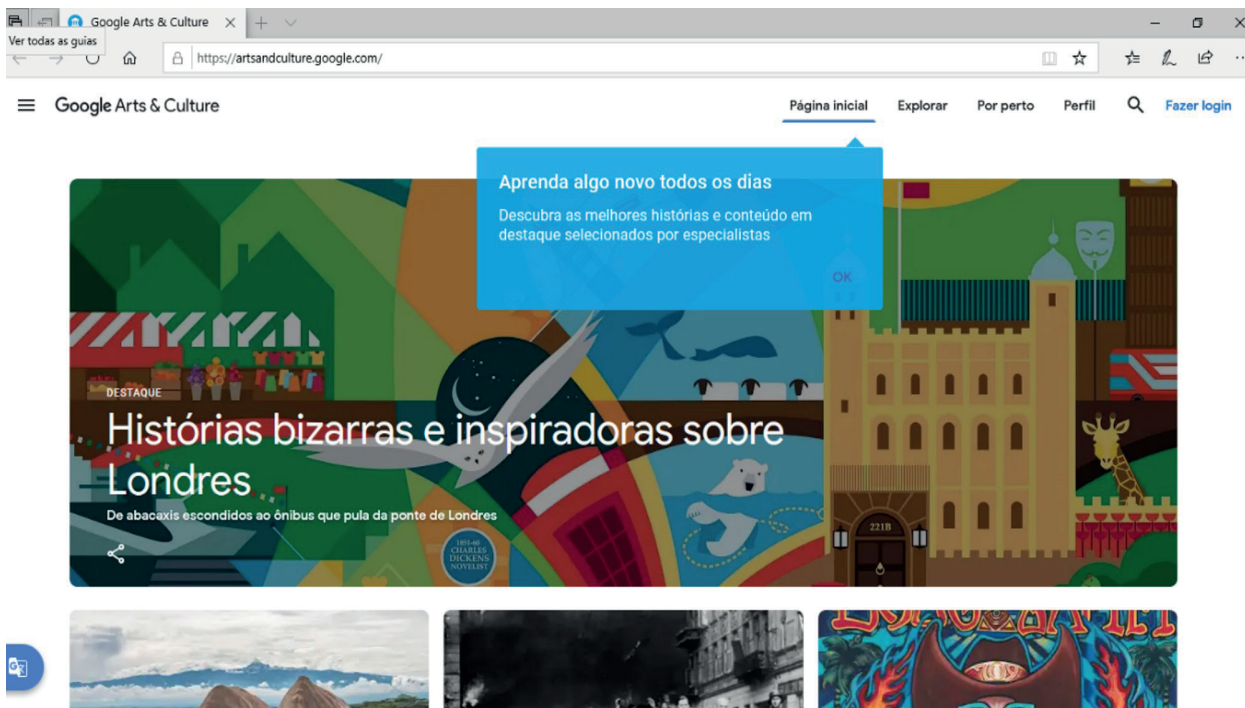 Google Arts & Culture
Ver todas as guias
https://artsandculture.google.com/
Google Arts & Culture
Página inicial
Explorar
Por perto
Perfil
Fazer login
Aprenda algo novo todos os dias
Descubra as melhores histórias e conteúdo em
destaque selecionados por especialistas
OK
DESTAQUE
Histórias bizarras e inspiradoras sobre
Londres
De abacaxis escondidos ao ônibus que pula da ponte de Londres
221B
CHARLES
DICKENS
NOVELIST